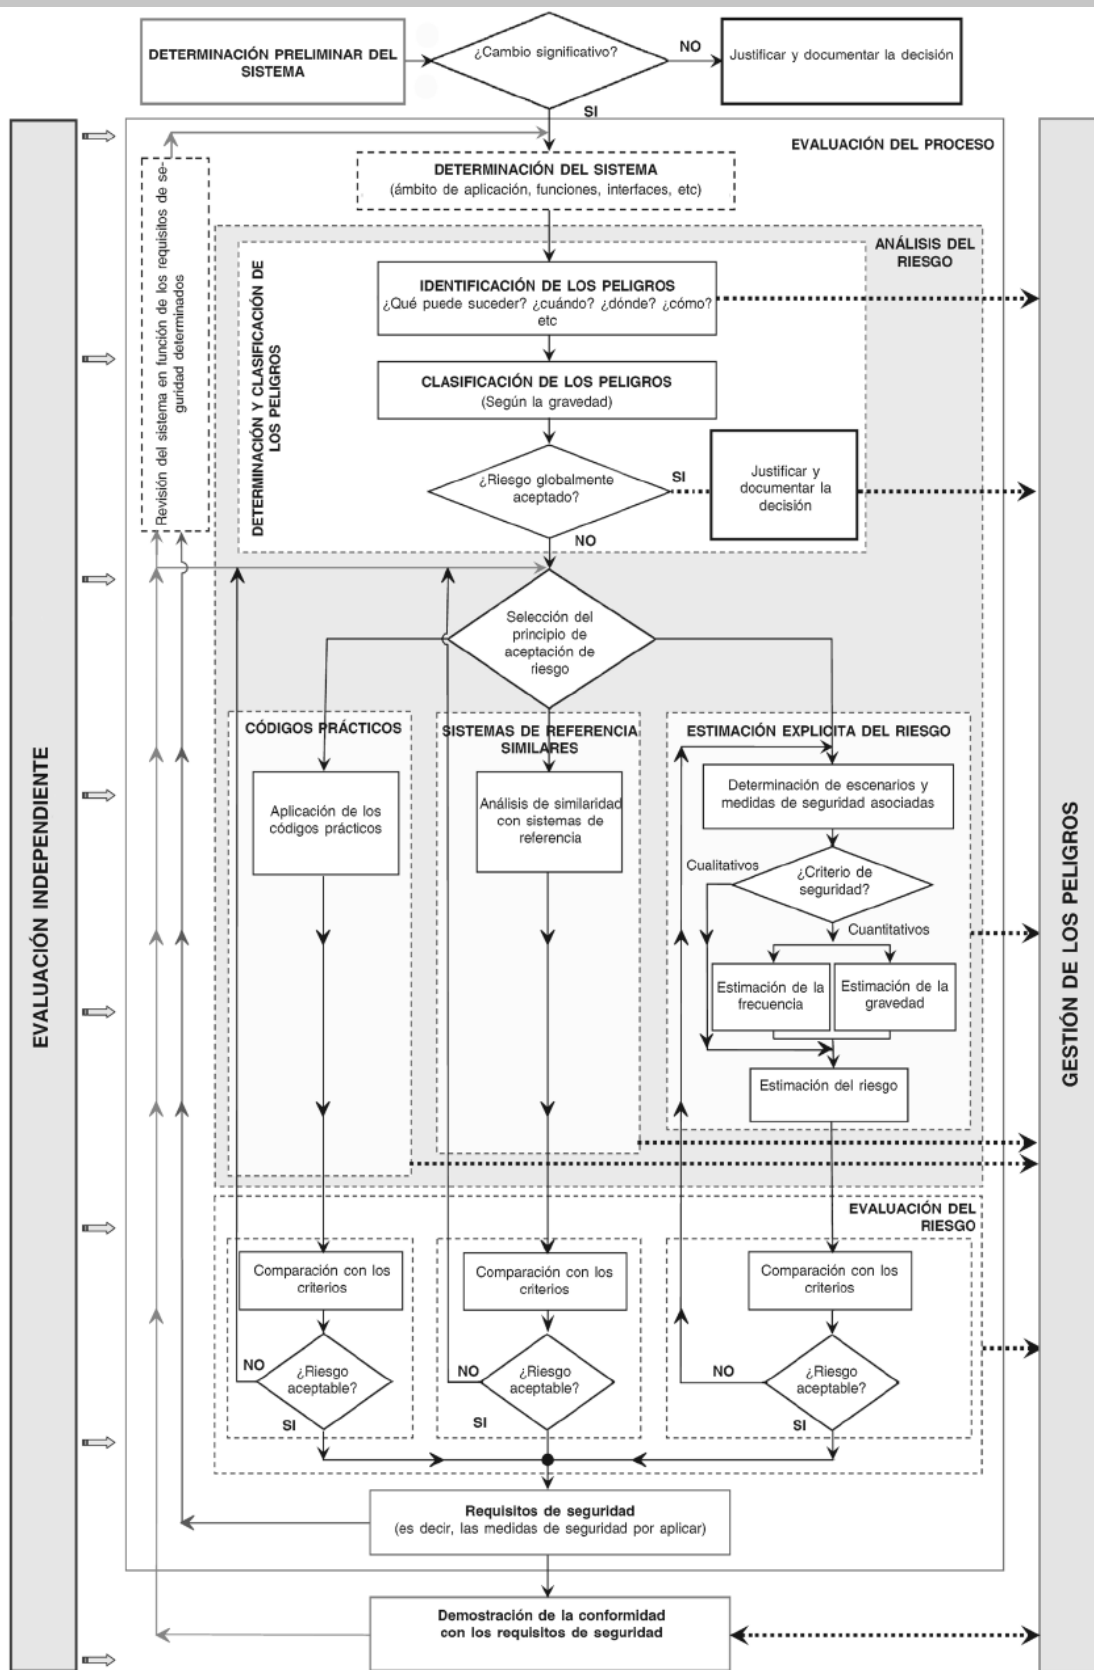 DETERMINACIÓN PRELIMINAR DEL
SISTEMA
¿Cambio significativo?
NO
Justificar y documentar la decisión
SI
EVALUACIÓN DEL PROCESO
DETERMINACIÓN DEL SISTEMA
(ámbito de aplicación, funciones, interfaces, etc)
Revisión del sistema en función de los requisitos de se-
guridad determinados
ANÁLISIS DEL
RIESGO
DETERMINACIÓN Y CLASIFICACIÓN DE
LOS PELIGROS
IDENTIFICACIÓN DE LOS PELIGROS
¿Qué puede suceder? ¿cuándo? ¿dónde? ¿cómo?
etc
CLASIFICACIÓN DE LOS PELIGROS
(Según la gravedad)
¿Riesgo globalmente
aceptado?
SI
Justificar y
documentar la
decisión
NO
Selección del
principio de
aceptación de
riesgo
CÓDIGOS PRÁCTICOS
SISTEMAS DE REFERENCIA
SIMILARES
ESTIMACIÓN EXPLICITA DEL RIESGO
Aplicación de los
códigos prácticos
Análisis de similaridad
con sistemas de
referencia
Determinación de escenarios y
medidas de seguridad asociadas
Cualitativos
¿Criterio de
seguridad?
Cuantitativos
Estimación de la
frecuencia
Estimación de la
gravedad
Estimación del riesgo
EVALUACIÓN DEL
RIESGO
Comparación con los
criterios
Comparación con los
criterios
Comparación con los
criterios
NO
¿Riesgo
aceptable?
SI
NO
¿Riesgo
aceptable?
SI
NO
¿Riesgo
aceptable?
SI
Requisitos de seguridad
(es decir, las medidas de seguridad por aplicar)
Demostración de la conformidad
con los requisitos de seguridad
EVALUACIÓN INDEPENDIENTE
GESTIÓN DE LOS PELIGROS